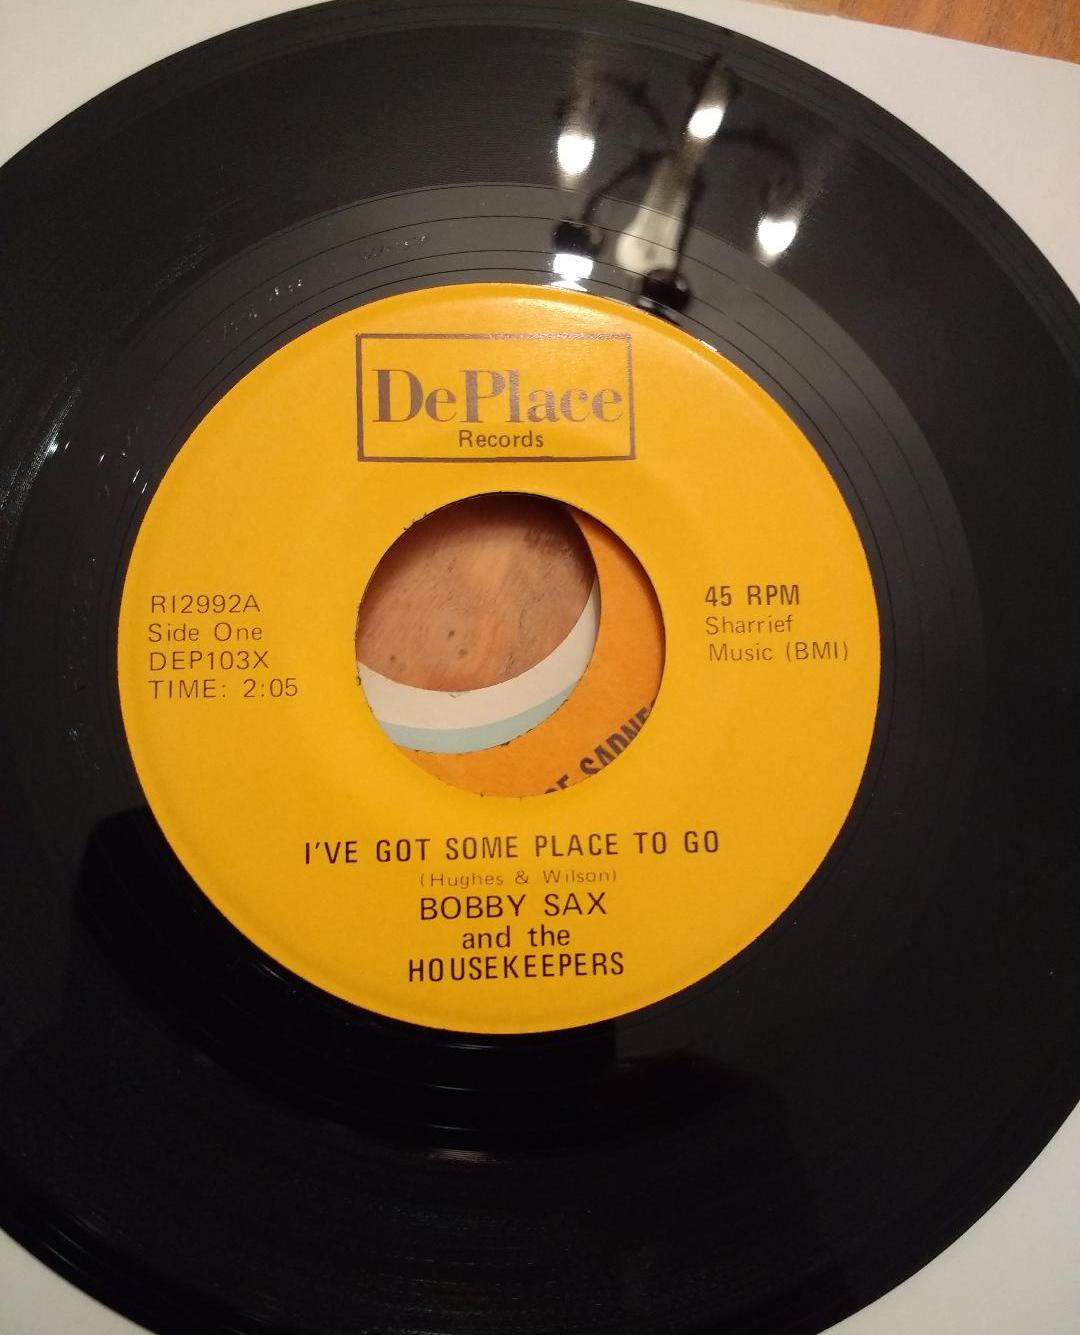 DePlace
Records
RI2992A
Side One
DEP103X
TIME: 2:05
45 RPM
Sharrief
Music (BMI)
I'VE GOT SOME PLACE TO GO
(Hughes & Wilson)
BOBBY SAX
and the
HOUSEKEEPERS